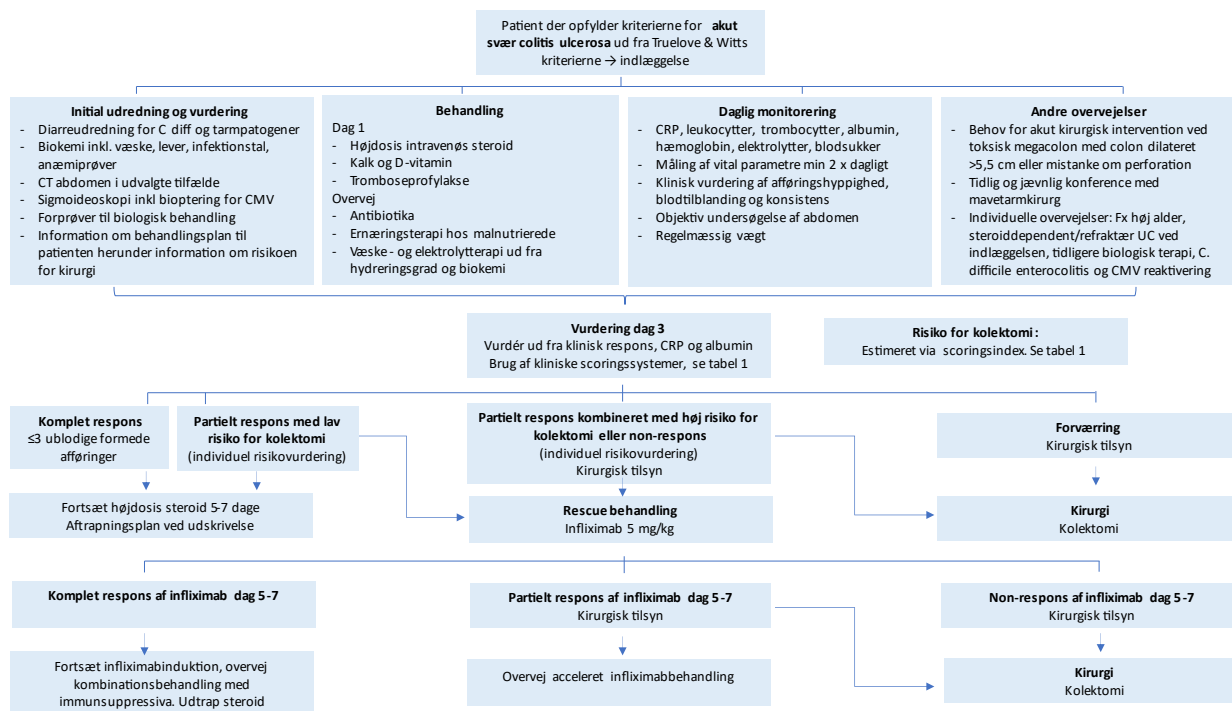 Patient der opfylder kriterierne for akut
svær colitis ulcerosa ud fra Truelove & Witts
kriterierne → indlæggelse
Initial udredning og vurdering
- Diarreudredning for C diff og tarmpatogener
- Biokemi inkl. væske, lever, infektionstal,
anæmiprøver
- CT abdomen i udvalgte tilfælde
- Sigmoideoskopi inkl bioptering for CMV
- Forprøver til biologisk behandling
- Information om behandlingsplan til
patienten herunder information om risikoen
for kirurgi
Behandling
Dag 1
- Højdosis intravenøs steroid
- Kalk og D-vitamin
- Tromboseprofylakse
Overvej
- Antibiotika
- Ernæringsterapi hos malnutrierede
- Væske- og elektrolytterapi ud fra
hydreringsgrad og biokemi
Daglig monitorering
- CRP, leukocytter, trombocytter, albumin,
hæmoglobin, elektrolytter, blodsukker
- Måling af vital parametre min 2 x dagligt
- Klinisk vurdering af afføringshyppighed,
blodtilblanding og konsistens
- Objektiv undersøgelse af abdomen
- Regelmæssig vægt
Andre overvejelser
- Behov for akut kirurgisk intervention ved
toksisk megacolon med colon dilateret
>5,5 cm eller mistanke om perforation
- Tidlig og jævnlig konference med
mavetarmkirurg
- Individuelle overvejelser: Fx høj alder,
steroiddependent/refraktær UC ved
indlæggelsen, tidligere biologisk terapi, C.
difficile enterocolitis og CMV reaktivering
Vurdering dag 3
Vurdér ud fra klinisk respons, CRP og albumin
Brug af kliniske scoringssystemer, se tabel 1
Risiko for kolektomi:
Estimeret via scoringsindex. Se tabel 1
Komplet respons
≤3 ublodige formede
afføringer
Partielt respons med lav
risiko for kolektomi
(individuel risikovurdering)
Partielt respons kombineret med høj risiko for
kolektomi eller non-respons
(individuel risikovurdering)
Kirurgisk tilsyn
Forværring
Kirurgisk tilsyn
Fortsæt højdosis steroid 5-7 dage
Aftrapningsplan ved udskrivelse
Rescue behandling
Infliximab 5 mg/kg
Kirurgi
Kolektomi
Komplet respons af infliximab dag 5-7
Partielt respons af infliximab dag 5-7
Kirurgisk tilsyn
Non-respons af infliximab dag 5-7
Kirurgisk tilsyn
Fortsæt infliximabinduktion, overvej
kombinationsbehandling med
immunsuppressiva. Udtrap steroid
Overvej acceleret infliximabbehandling
Kirurgi
Kolektomi